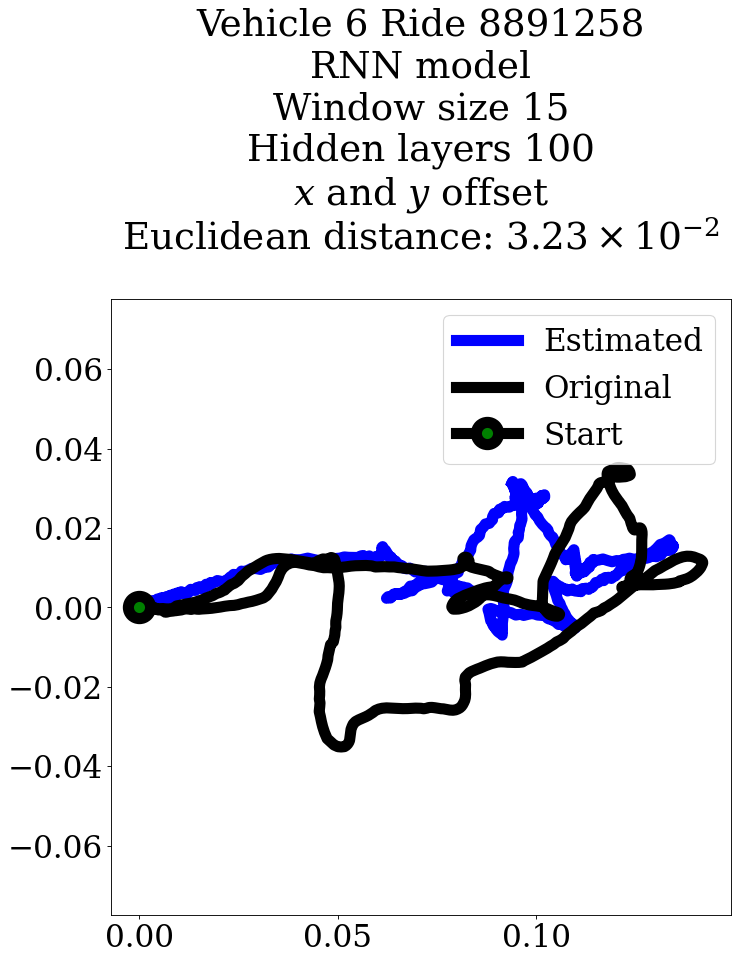 Vehicle 6 Ride 8891258
RNN model
Window size 15
Hidden layers 100
x and y offset
Euclidean distance: 3.23 × 10⁻²
Estimated
Original
Start
0.06
0.04
0.02
0.00
−0.02
−0.04
−0.06
0.00 0.05 0.10